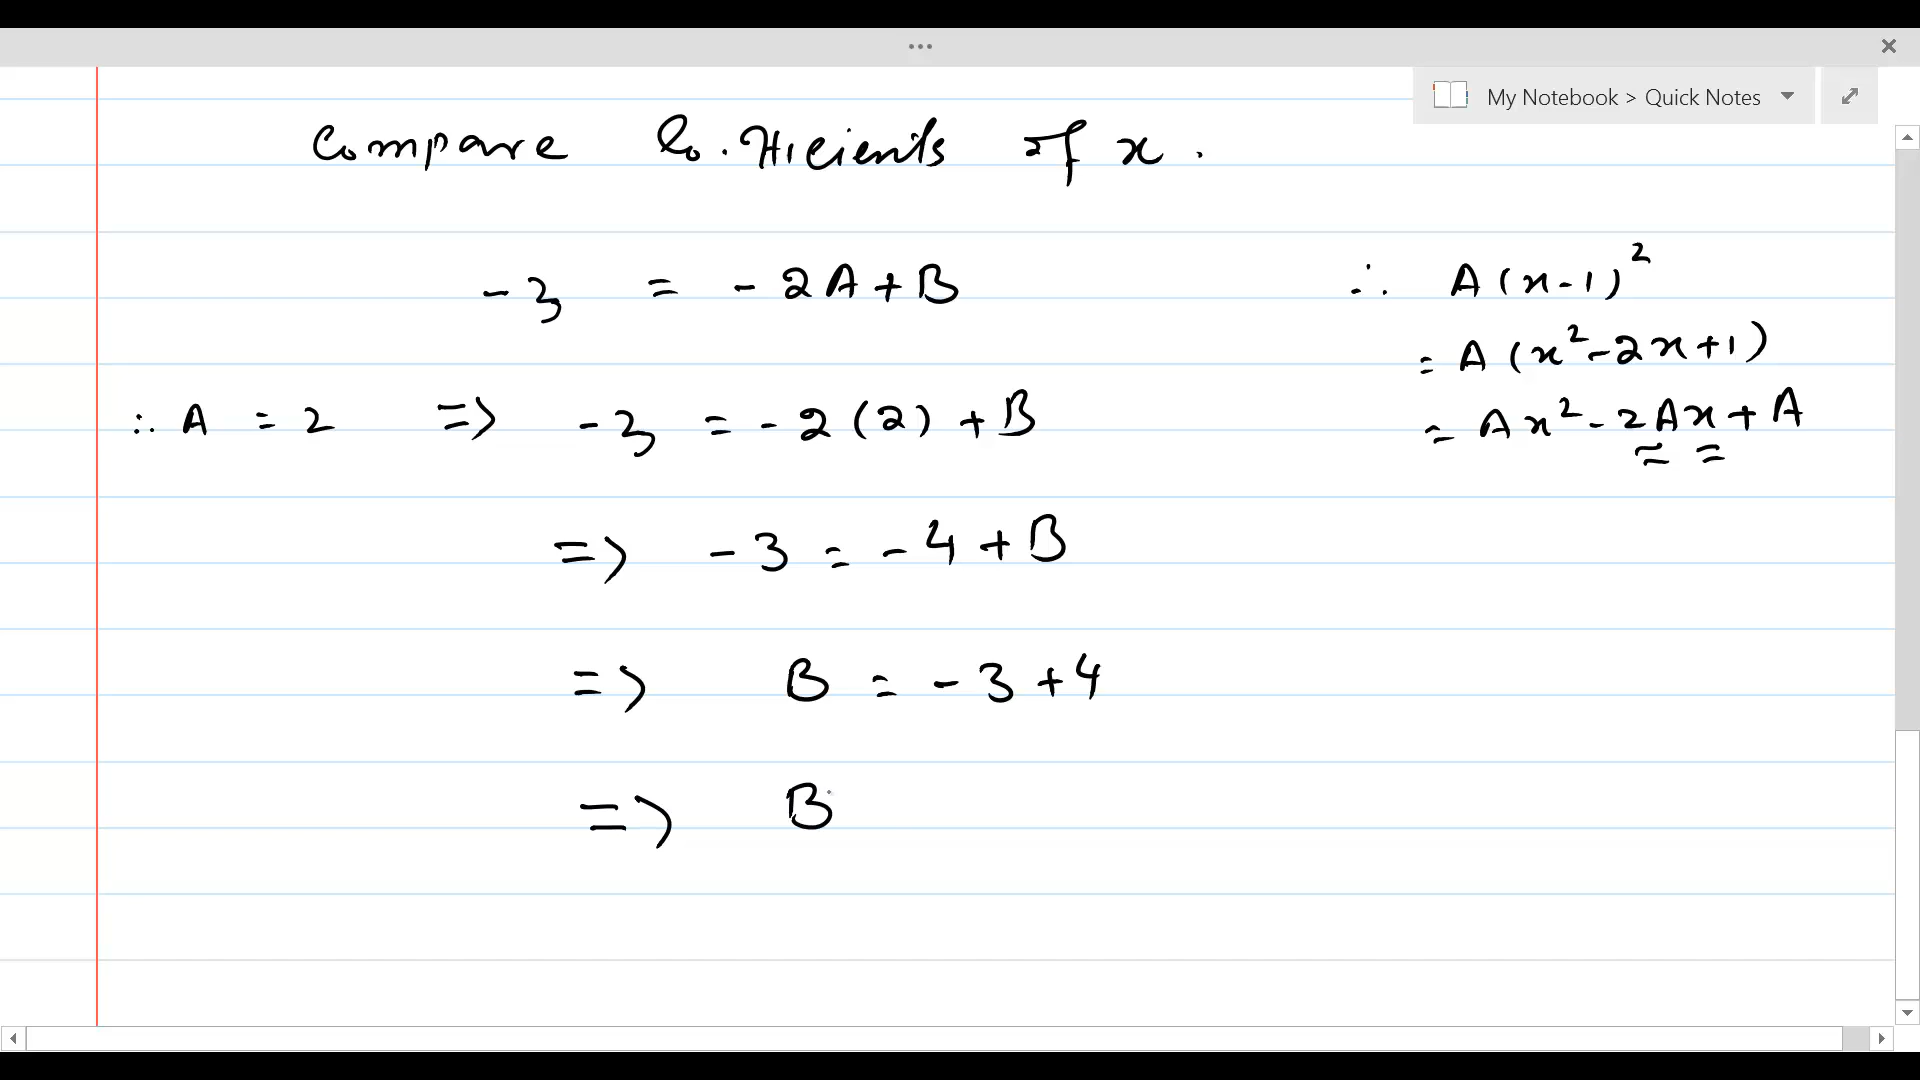 My Notebook > Quick Notes
Compare Co.fficients of x.
-3 = -2A+B
∴ A(x-1)²
= A(x²-2x+1)
∴ A = 2 => -3 = -2(2)+B
= Ax²-2Ax+A
=> -3 = -4+B
=> B = -3+4
=> B